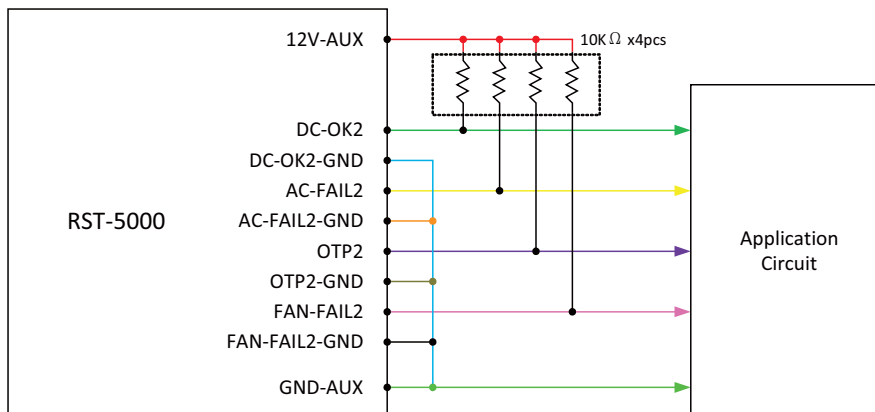 12V-AUX
10KΩ x4pcs
DC-OK2
DC-OK2-GND
AC-FAIL2
RST-5000
AC-FAIL2-GND
OTP2
Application
Circuit
OTP2-GND
FAN-FAIL2
FAN-FAIL2-GND
GND-AUX